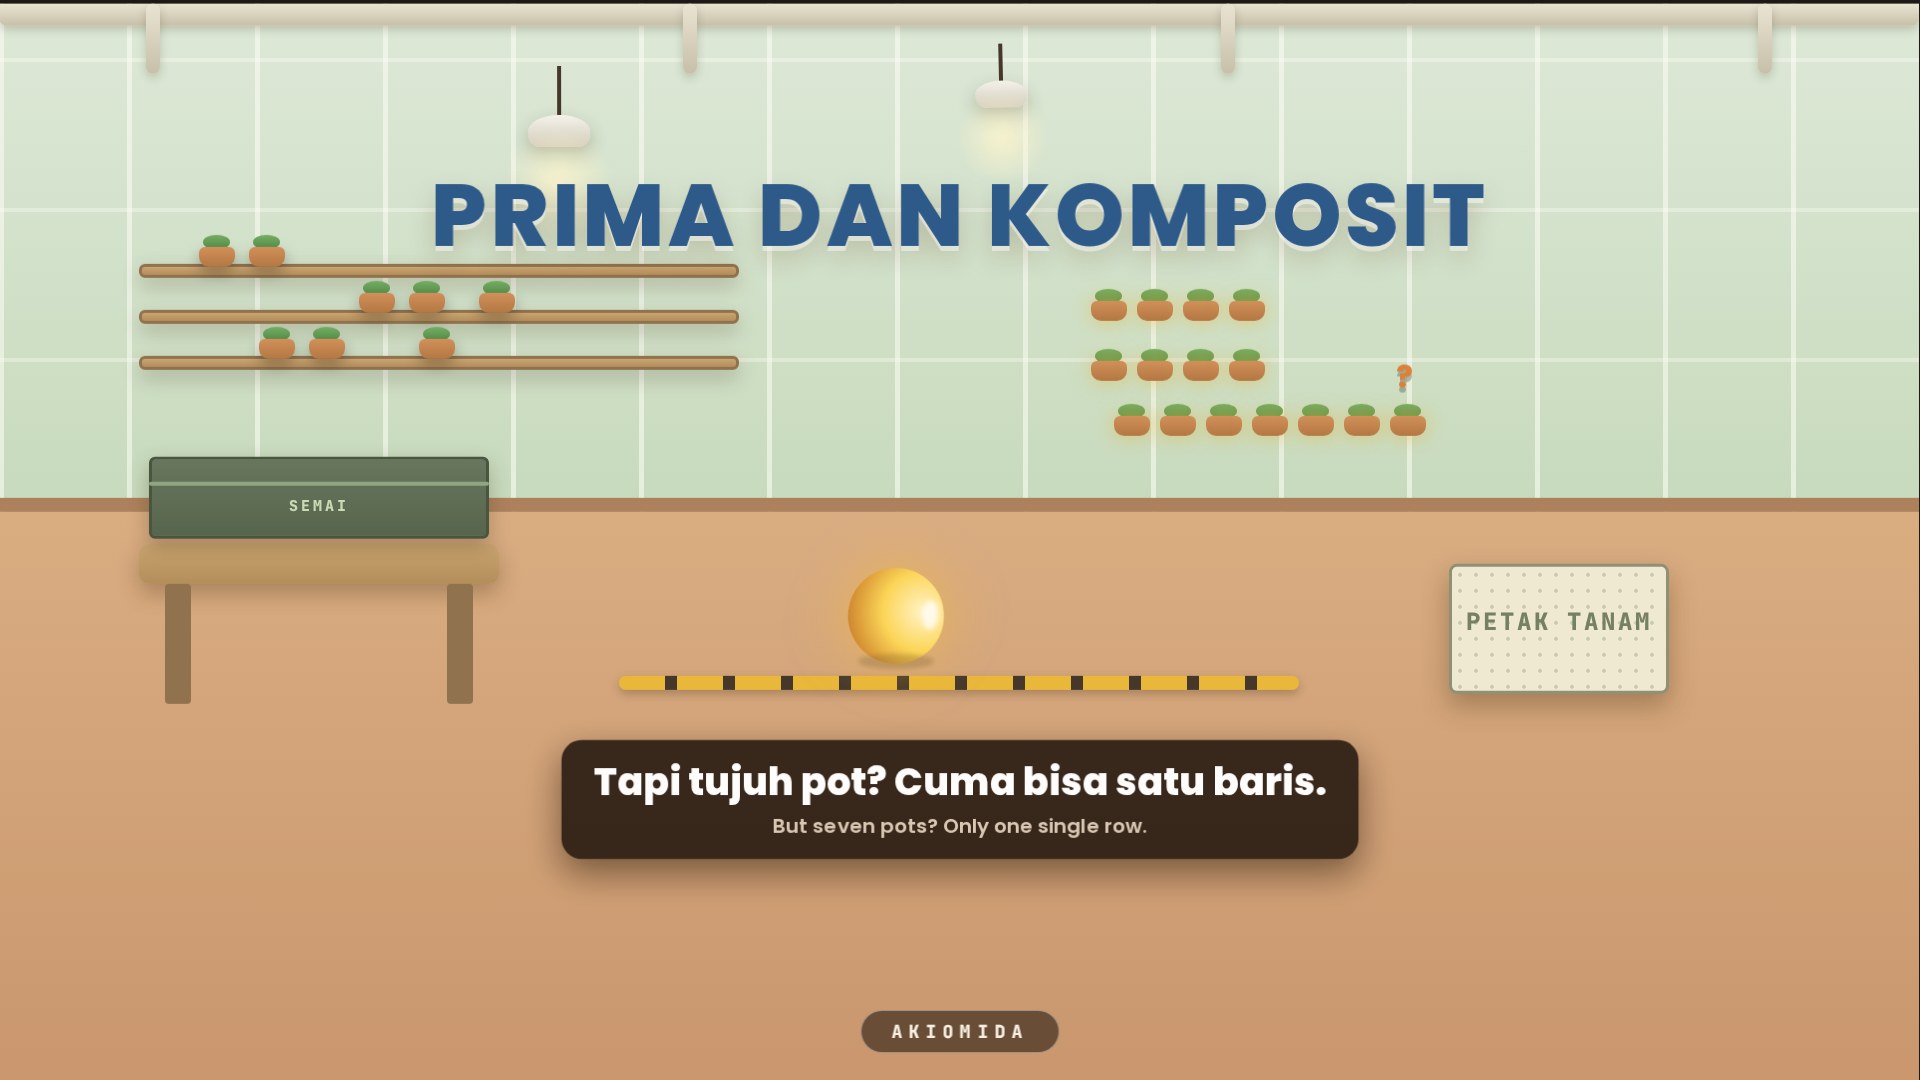 PRIMA DAN KOMPOSIT
?
SEMAI
PETAK TANAM
Tapi tujuh pot? Cuma bisa satu baris.
But seven pots? Only one single row.
AKIOMIDA